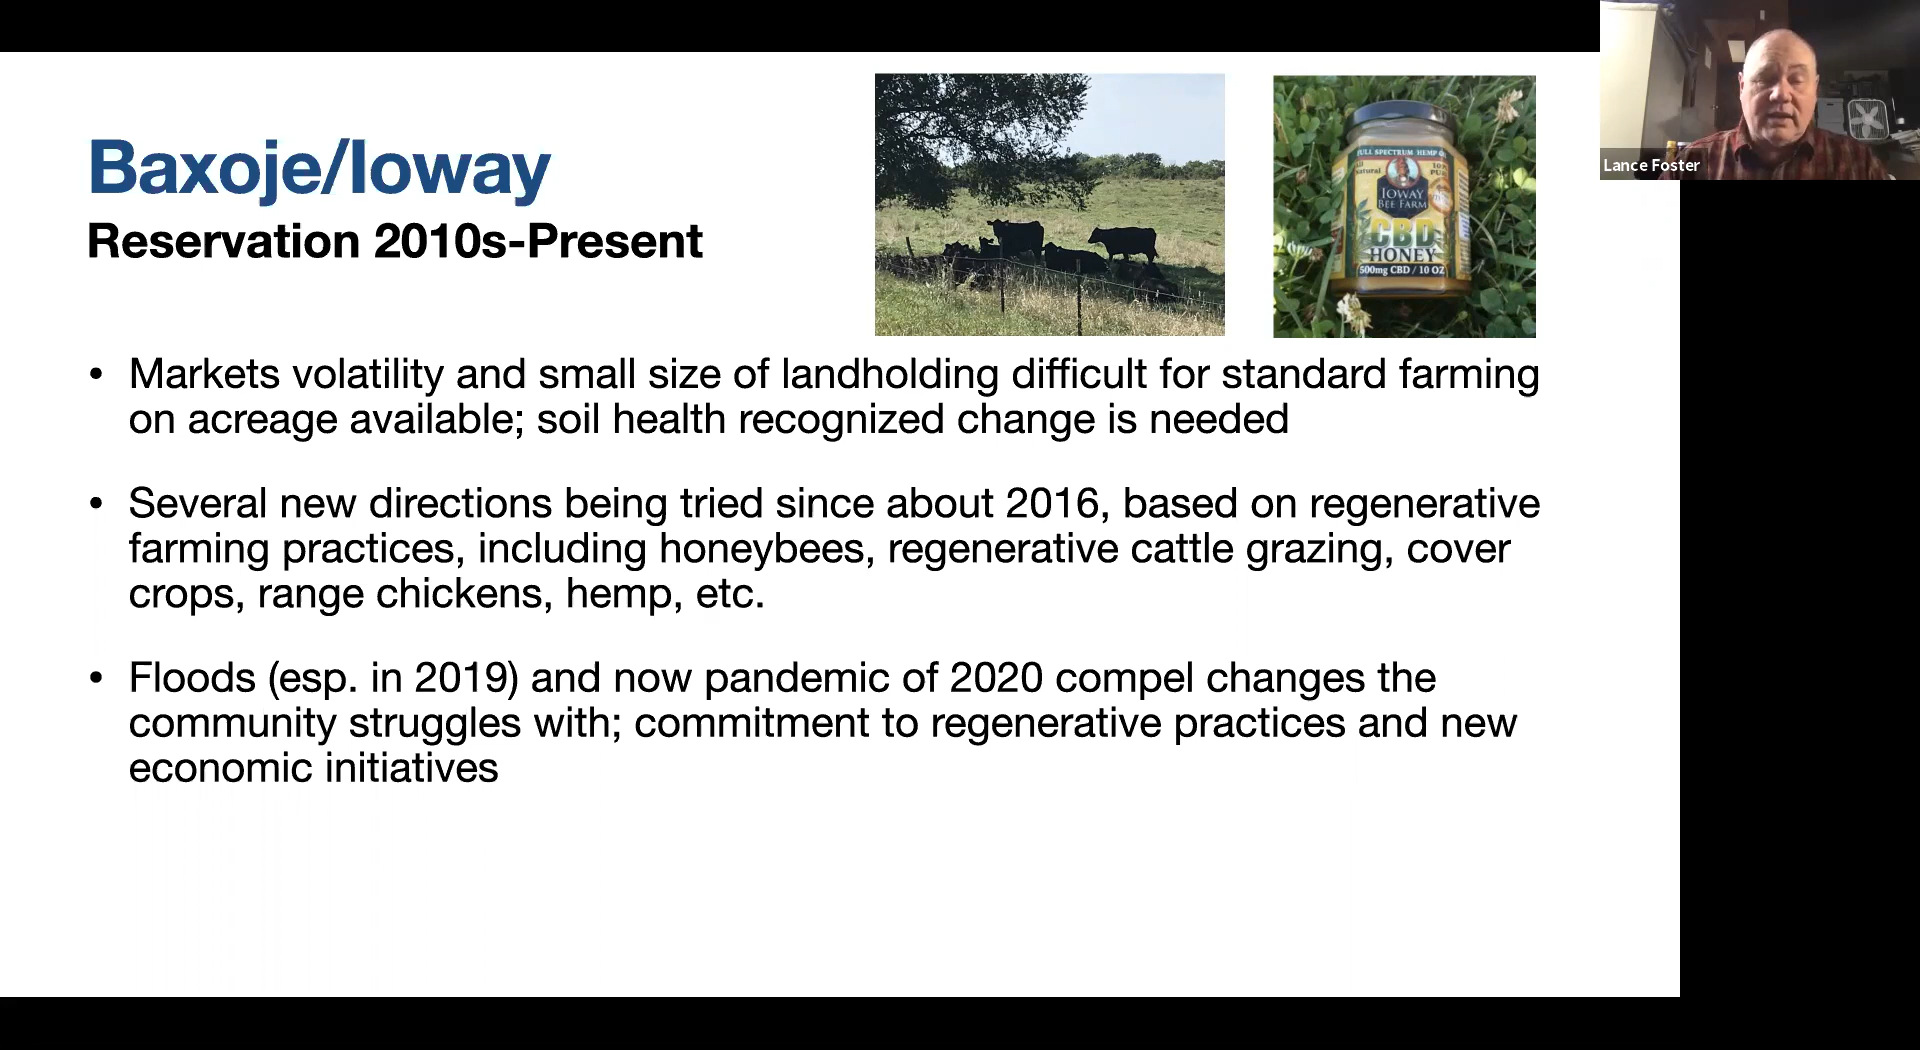 Baxoje/Ioway
Reservation 2010s-Present
FULL SPECTRUM HEMP
IOWAY
BEE FARM
CBD
HONEY
500mg CBD / 10 OZ
Lance Foster
• Markets volatility and small size of landholding difficult for standard farming
on acreage available; soil health recognized change is needed
• Several new directions being tried since about 2016, based on regenerative
farming practices, including honeybees, regenerative cattle grazing, cover
crops, range chickens, hemp, etc.
• Floods (esp. in 2019) and now pandemic of 2020 compel changes the
community struggles with; commitment to regenerative practices and new
economic initiatives